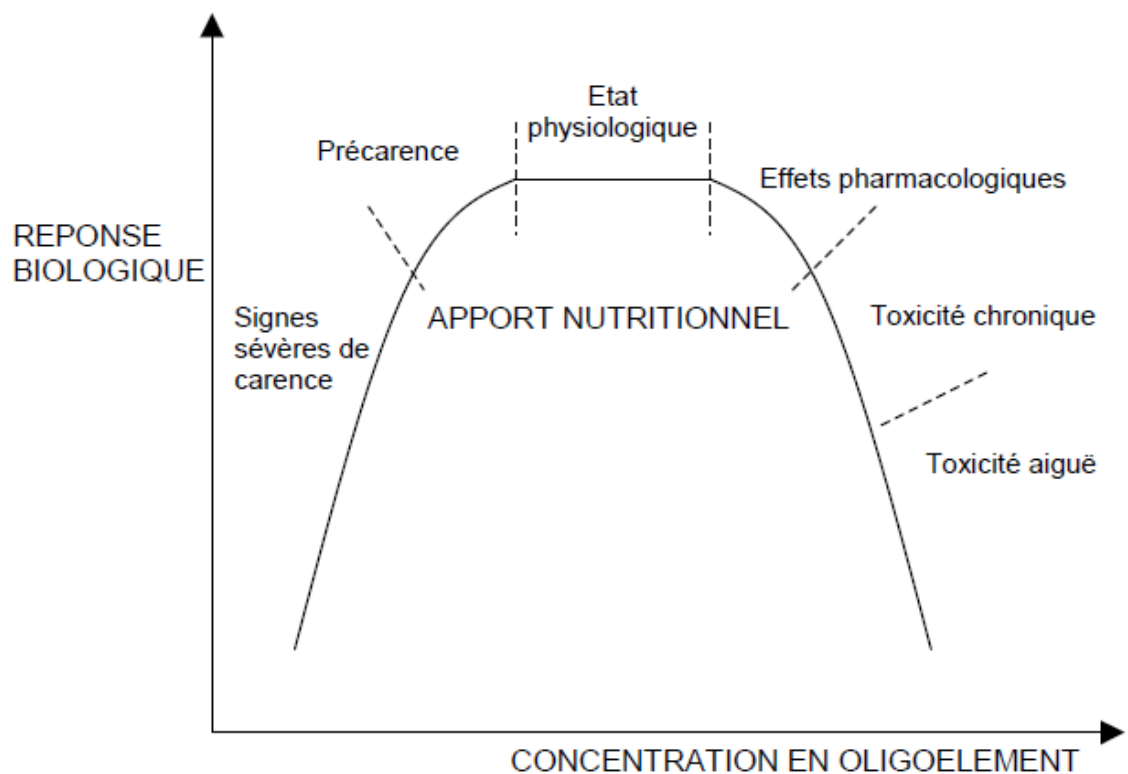 Etat
physiologique
Précarence
Effets pharmacologiques
REPONSE
BIOLOGIQUE
Signes
sévères de
carence
APPORT NUTRITIONNEL
Toxicité chronique
Toxicité aiguë
CONCENTRATION EN OLIGOELEMENT